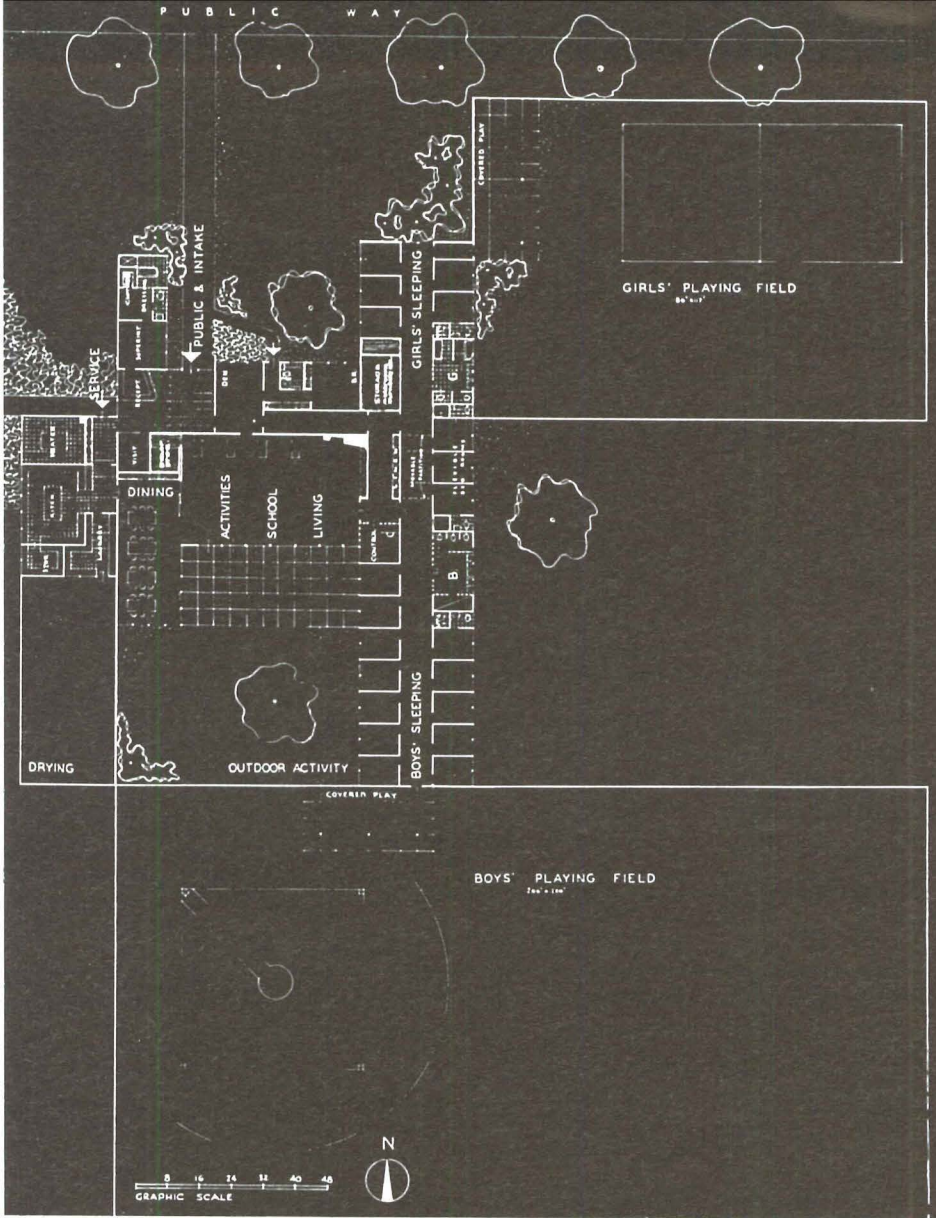 PUBLIC WAY
COVERED PLAY
GIRLS' PLAYING FIELD
PUBLIC & INTAKE
GIRLS' SLEEPING
SERVICE
SUPERINT
RECEPT
DEN
B.R.
STORAGE
G
HEATER
VISIT
KITCH
DINING
ACTIVITIES
SCHOOL
LIVING
CONTROL
B
BOYS' SLEEPING
DRYING
OUTDOOR ACTIVITY
COVERED PLAY
BOYS' PLAYING FIELD
N
8 16 24 32 40 48
GRAPHIC SCALE